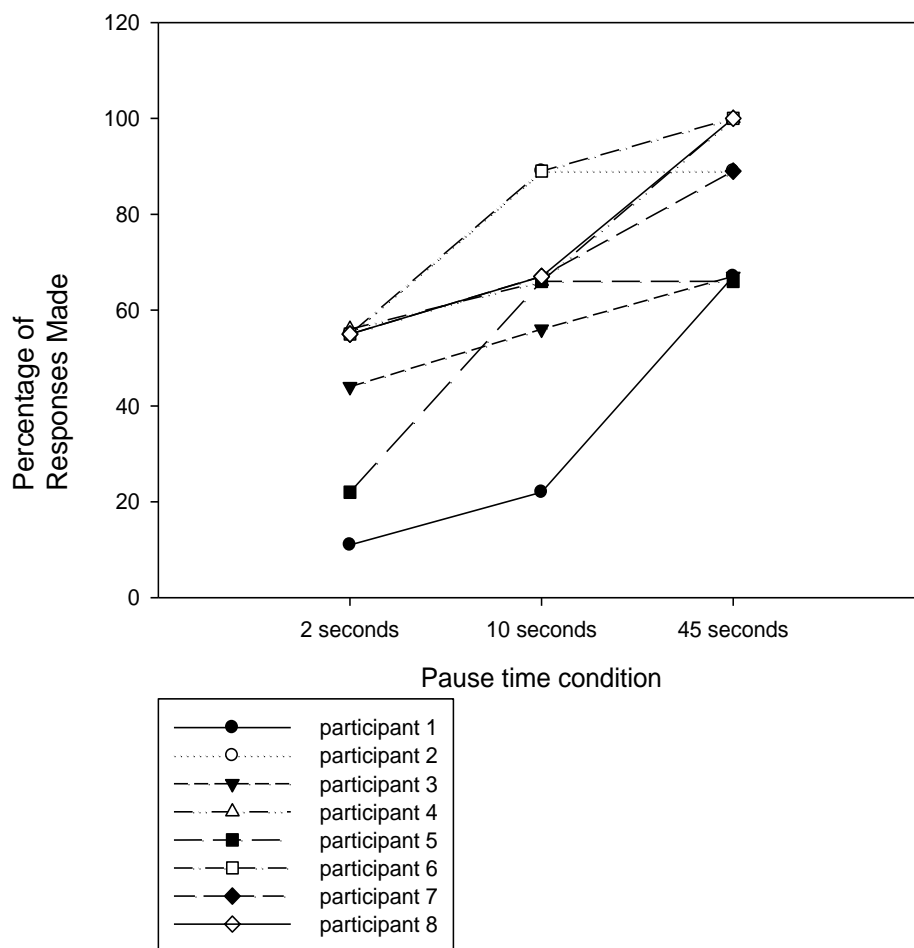 120
100
80
60
40
20
0
Percentage of
Responses Made
2 seconds
10 seconds
45 seconds
Pause time condition
participant 1
participant 2
participant 3
participant 4
participant 5
participant 6
participant 7
participant 8